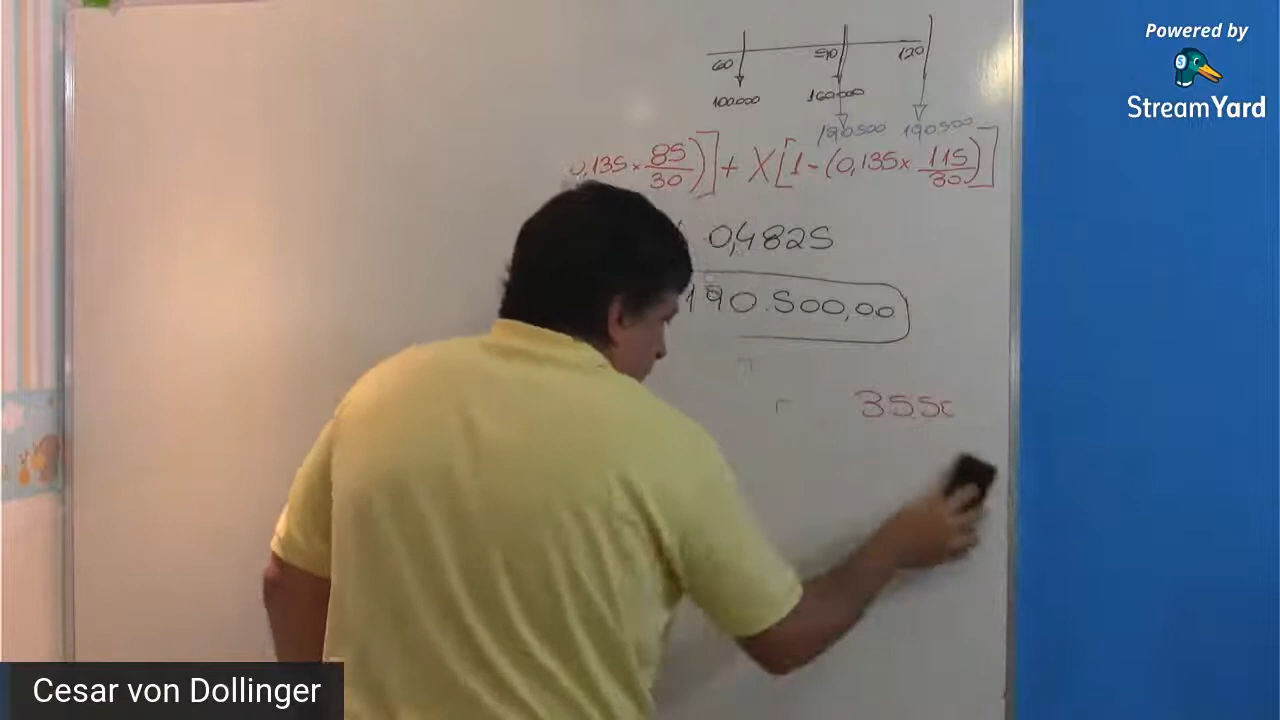 Powered by
StreamYard
60 90 120
100.000 160.000
190.500 190.500
0,135 × 85/30)] + X[1 - (0,135 × 115/30)]
0,4825
190.500,00
355
Cesar von Dollinger